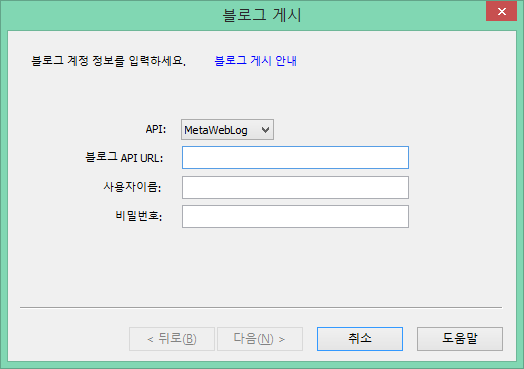 블로그 게시
블로그 계정 정보를 입력하세요. 블로그 게시 안내
API: MetaWebLog
블로그 API URL:
사용자이름:
비밀번호:
< 뒤로(B) 다음(N) > 취소 도움말